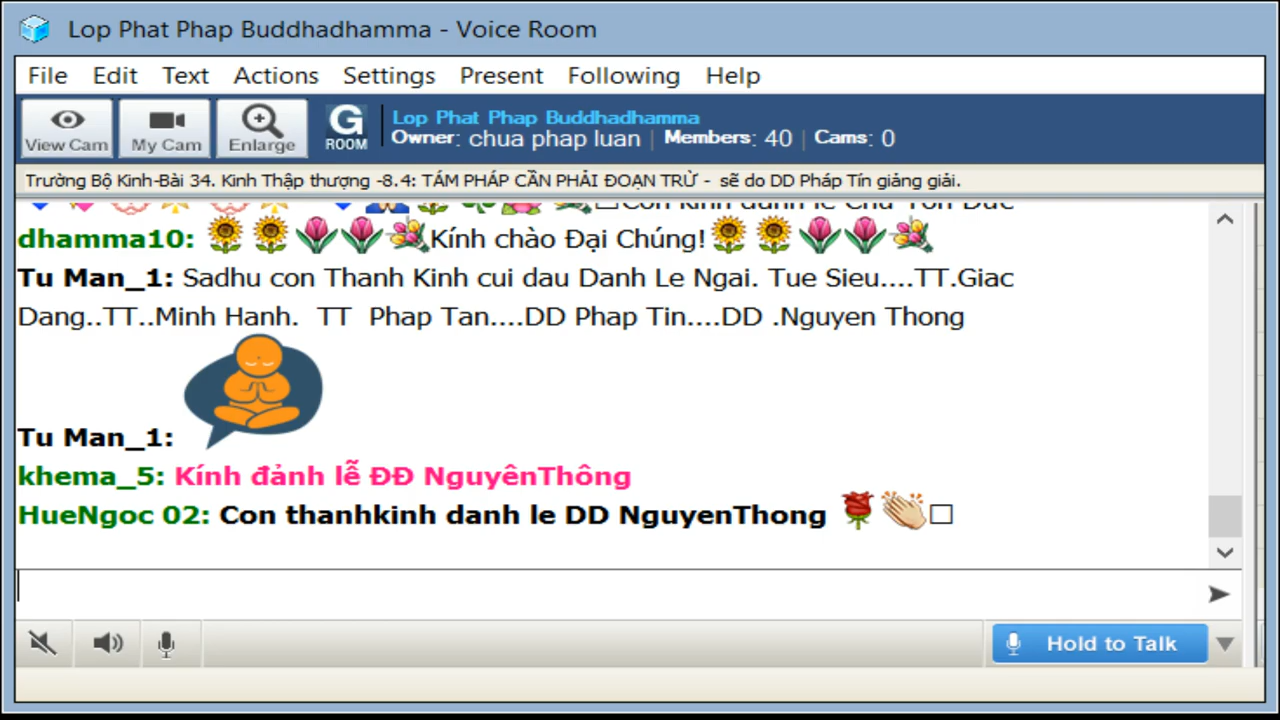 Lop Phat Phap Buddhadhamma - Voice Room
File Edit Text Actions Settings Present Following Help
View Cam
My Cam
Enlarge
G
ROOM
Lop Phat Phap Buddhadhamma
Owner: chua phap luan | Members: 40 | Cams: 0
Trường Bộ Kinh-Bài 34. Kinh Thập thượng -8.4: TÁM PHÁP CẦN PHẢI ĐOẠN TRỪ - sẽ do DD Pháp Tín giảng giải.
dhamma10: Kính chào Đại Chúng!
Tu Man_1: Sadhu con Thanh Kinh cui dau Danh Le Ngai. Tue Sieu....TT.Giac
Dang..TT..Minh Hanh. TT Phap Tan....DD Phap Tin....DD .Nguyen Thong
Tu Man_1:
khema_5: Kính đảnh lễ ĐĐ NguyênThông
HueNgoc 02: Con thanhkinh danh le DD NguyenThong
Hold to Talk